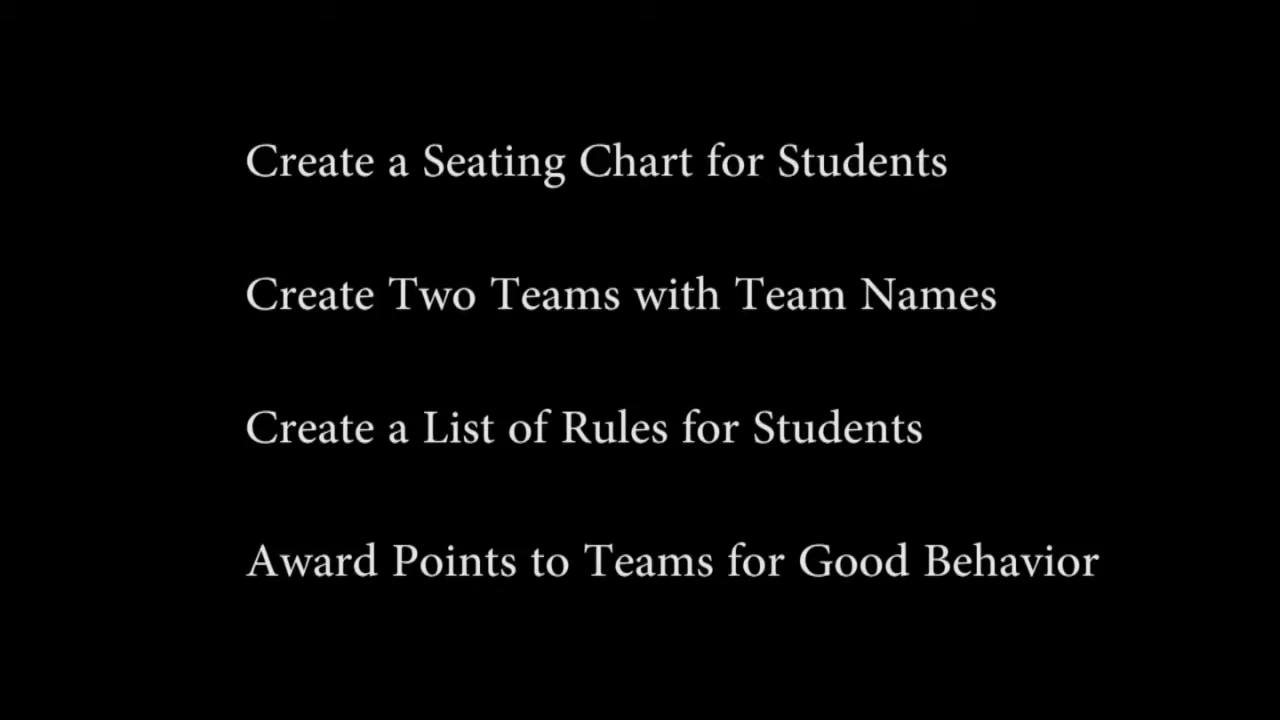 Create a Seating Chart for Students
Create Two Teams with Team Names
Create a List of Rules for Students
Award Points to Teams for Good Behavior